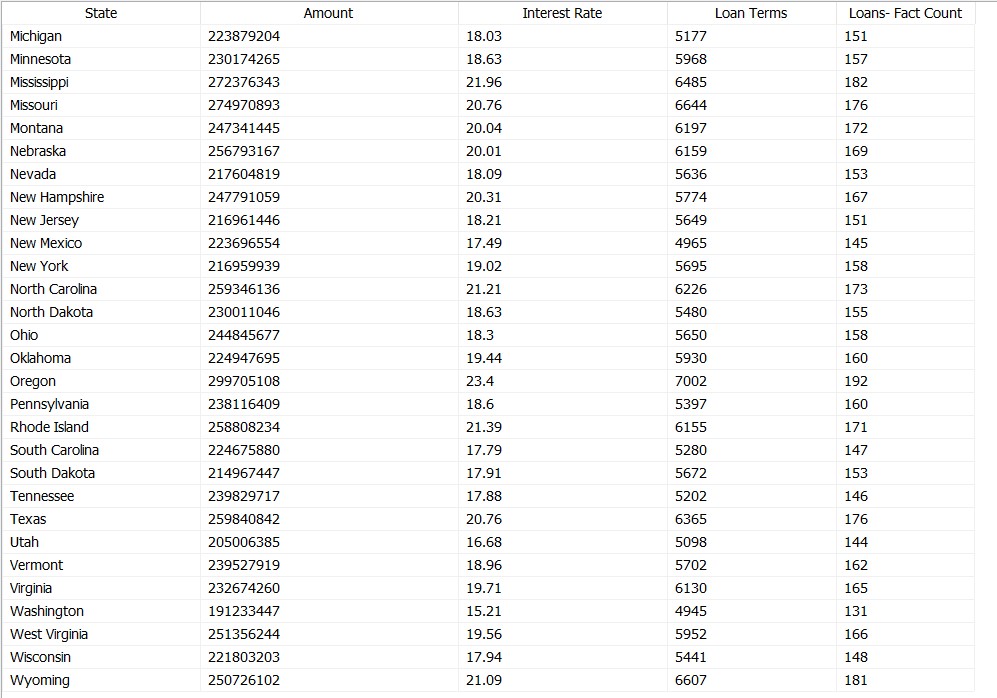 State Amount Interest Rate Loan Terms Loans- Fact Count
Michigan 223879204 18.03 5177 151
Minnesota 230174265 18.63 5968 157
Mississippi 272376343 21.96 6485 182
Missouri 274970893 20.76 6644 176
Montana 247341445 20.04 6197 172
Nebraska 256793167 20.01 6159 169
Nevada 217604819 18.09 5636 153
New Hampshire 247791059 20.31 5774 167
New Jersey 216961446 18.21 5649 151
New Mexico 223696554 17.49 4965 145
New York 216959939 19.02 5695 158
North Carolina 259346136 21.21 6226 173
North Dakota 230011046 18.63 5480 155
Ohio 244845677 18.3 5650 158
Oklahoma 224947695 19.44 5930 160
Oregon 299705108 23.4 7002 192
Pennsylvania 238116409 18.6 5397 160
Rhode Island 258808234 21.39 6155 171
South Carolina 224675880 17.79 5280 147
South Dakota 214967447 17.91 5672 153
Tennessee 239829717 17.88 5202 146
Texas 259840842 20.76 6365 176
Utah 205006385 16.68 5098 144
Vermont 239527919 18.96 5702 162
Virginia 232674260 19.71 6130 165
Washington 191233447 15.21 4945 131
West Virginia 251356244 19.56 5952 166
Wisconsin 221803203 17.94 5441 148
Wyoming 250726102 21.09 6607 181